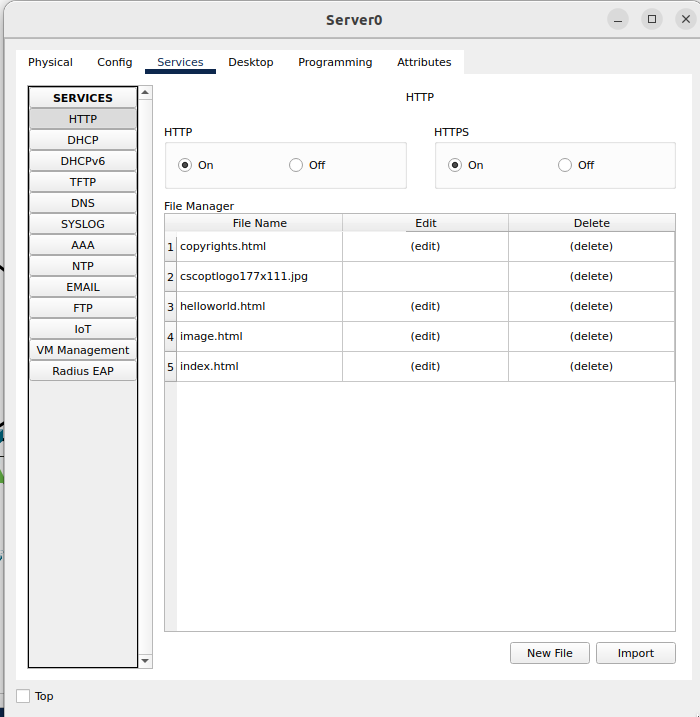 Server0
Physical Config Services Desktop Programming Attributes
SERVICES
HTTP
DHCP
DHCPv6
TFTP
DNS
SYSLOG
AAA
NTP
EMAIL
FTP
IoT
VM Management
Radius EAP
HTTP
HTTP HTTPS
On Off On Off
File Manager
File Name Edit Delete
1 copyrights.html (edit) (delete)
2 cscoptlogo177x111.jpg (delete)
3 helloworld.html (edit) (delete)
4 image.html (edit) (delete)
5 index.html (edit) (delete)
New File Import
Top